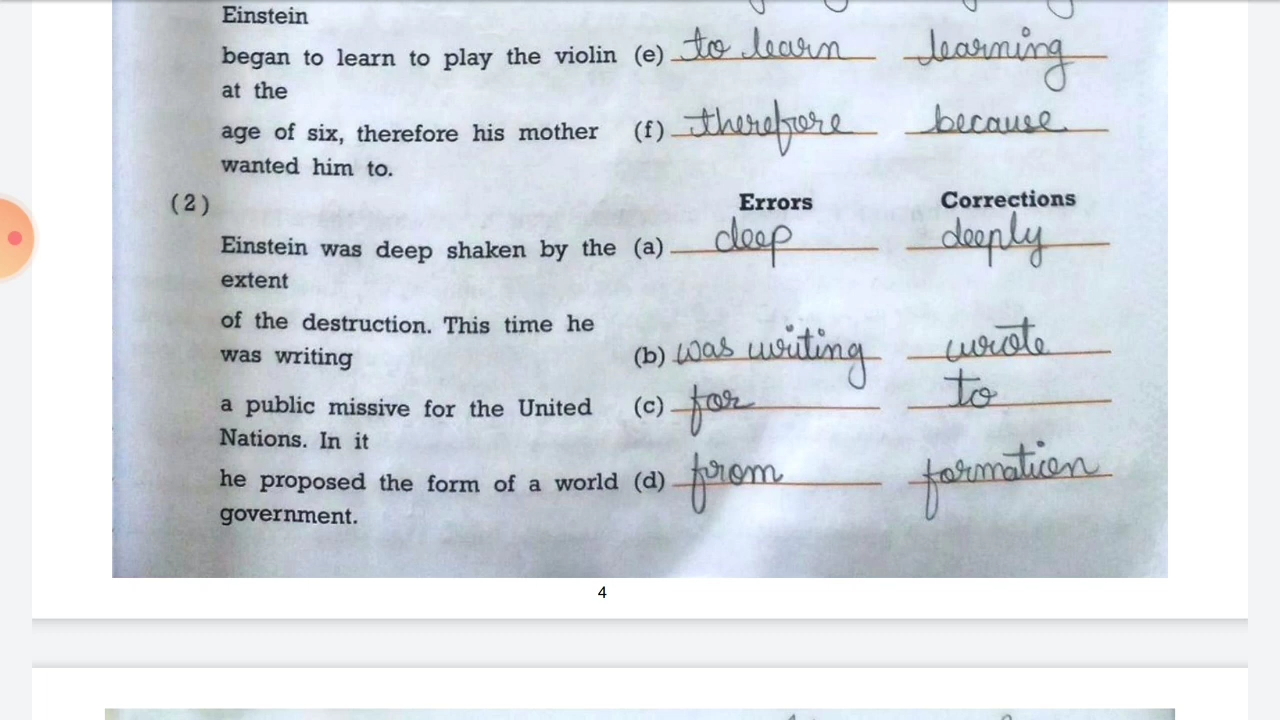 Einstein
began to learn to play the violin (e) to learn learning
at the
age of six, therefore his mother (f) therefore because
wanted him to.
(2) Errors Corrections
Einstein was deep shaken by the (a) deep deeply
extent
of the destruction. This time he
was writing (b) was writing wrote
a public missive for the United (c) for to
Nations. In it
he proposed the form of a world (d) from formation
government.
4